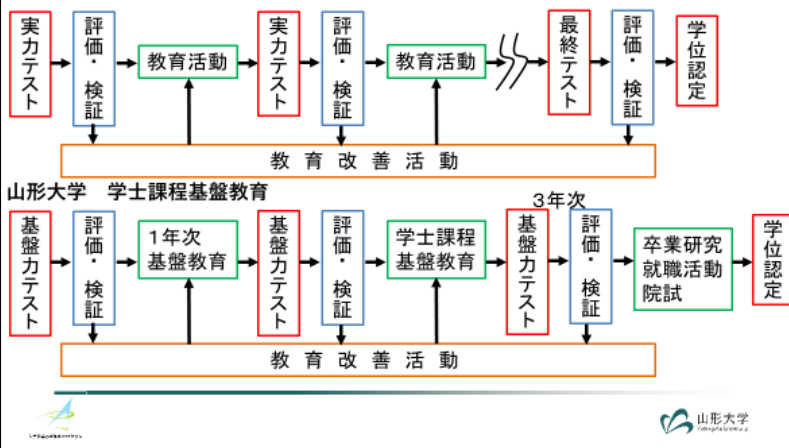 実力テスト
評価・検証
教育活動
実力テスト
評価・検証
教育活動
最終テスト
評価・検証
学位認定
教育改善活動
山形大学　学士課程基盤教育
3年次
基盤力テスト
評価・検証
1年次
基盤教育
基盤力テスト
評価・検証
学士課程
基盤教育
基盤力テスト
評価・検証
卒業研究
就職活動
院試
学位認定
教育改善活動
山形大学